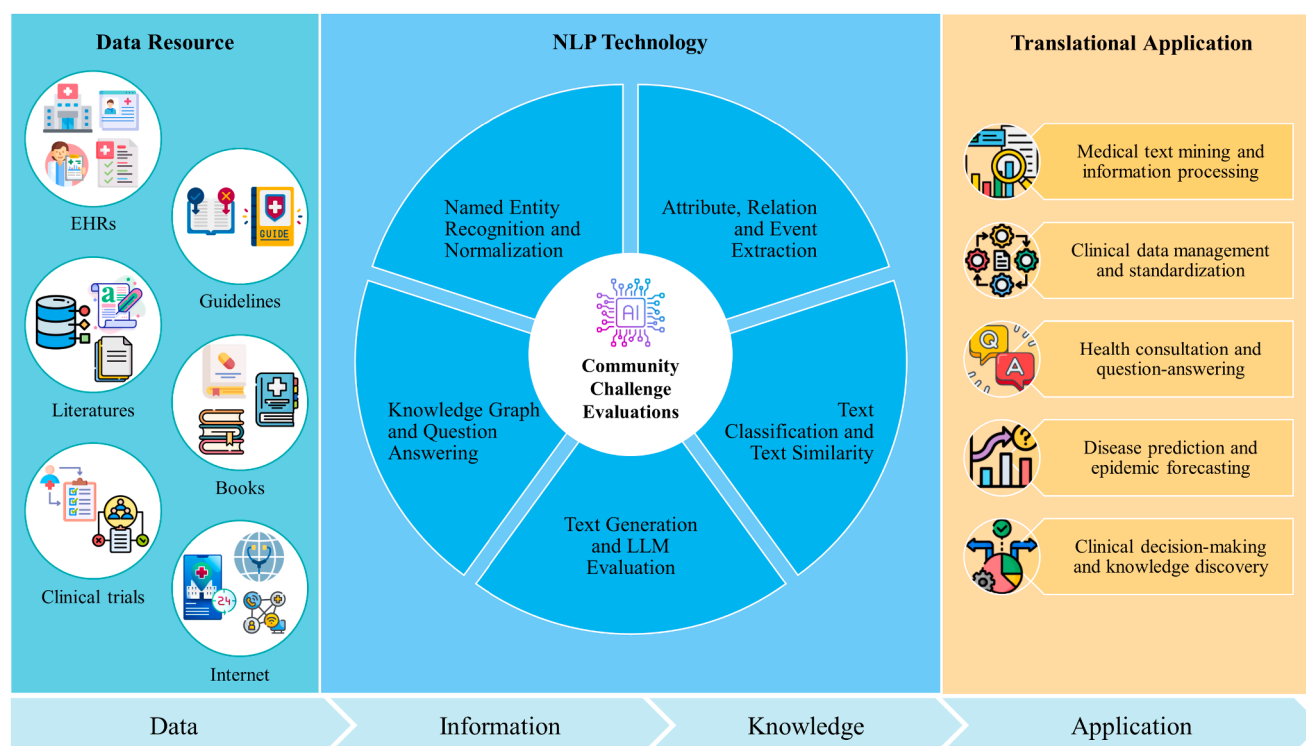 Data Resource
EHRs
GUIDE
Guidelines
a
Literatures
Books
Clinical trials
24
Internet
NLP Technology
Named Entity
Recognition and
Normalization
Attribute, Relation
and Event
Extraction
AI
Community
Challenge
Evaluations
Knowledge Graph
and Question
Answering
Text
Classification and
Text Similarity
Text Generation
and LLM
Evaluation
Translational Application
Medical text mining and
information processing
Clinical data management
and standardization
Q
A
Health consultation and
question-answering
?
Disease prediction and
epidemic forecasting
Clinical decision-making
and knowledge discovery
Data
Information
Knowledge
Application